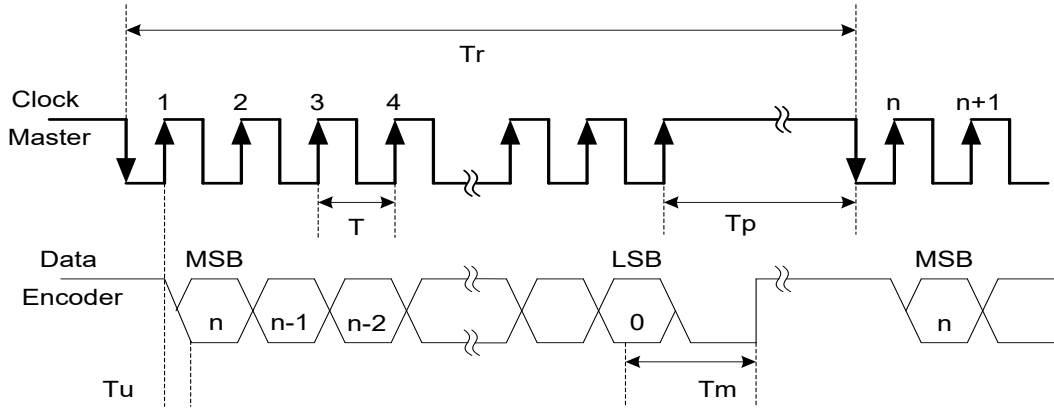 Tr
Clock
Master
1 2 3 4 n n+1
T Tp
Data
Encoder
MSB LSB MSB
n n-1 n-2 0 n
Tu Tm